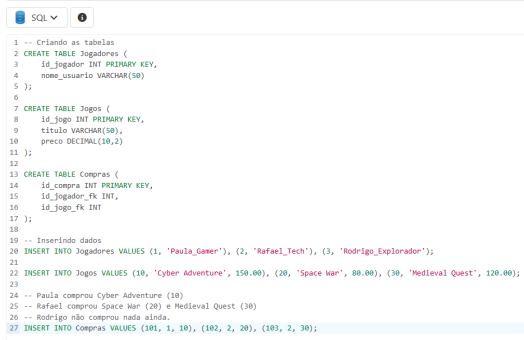 SQL
1 -- Criando as tabelas
2 CREATE TABLE Jogadores (
3 id_jogador INT PRIMARY KEY,
4 nome_usuario VARCHAR(50)
5 );
6
7 CREATE TABLE Jogos (
8 id_jogo INT PRIMARY KEY,
9 titulo VARCHAR(50),
10 preco DECIMAL(10,2)
11 );
12
13 CREATE TABLE Compras (
14 id_compra INT PRIMARY KEY,
15 id_jogador_fk INT,
16 id_jogo_fk INT
17 );
18
19 -- Inserindo dados
20 INSERT INTO Jogadores VALUES (1, 'Paula_Gamer'), (2, 'Rafael_Tech'), (3, 'Rodrigo_Explorador');
21
22 INSERT INTO Jogos VALUES (10, 'Cyber Adventure', 150.00), (20, 'Space War', 80.00), (30, 'Medieval Quest', 120.00);
23
24 -- Paula comprou Cyber Adventure (10)
25 -- Rafael comprou Space War (20) e Medieval Quest (30)
26 -- Rodrigo não comprou nada ainda.
27 INSERT INTO Compras VALUES (101, 1, 10), (102, 2, 20), (103, 2, 30);